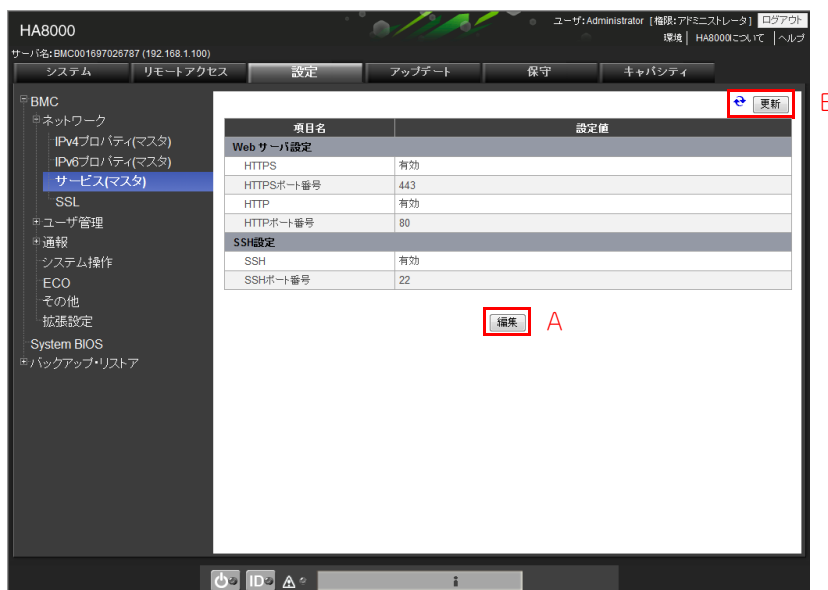 HA8000
ユーザ:Administrator [権限:アドミニストレータ] ログアウト
環境 | HA8000について | ヘルプ
サーバ名:BMC001697026787 (192.168.1.100)
システム リモートアクセス 設定 アップデート 保守 キャパシティ
BMC
ネットワーク
IPv4プロパティ(マスタ)
IPv6プロパティ(マスタ)
サービス(マスタ)
SSL
ユーザ管理
通報
システム操作
ECO
その他
拡張設定
System BIOS
バックアップ・リストア
更新
項目名 設定値
Web サーバ設定
HTTPS 有効
HTTPSポート番号 443
HTTP 有効
HTTPポート番号 80
SSH設定
SSH 有効
SSHポート番号 22
編集 A
ID